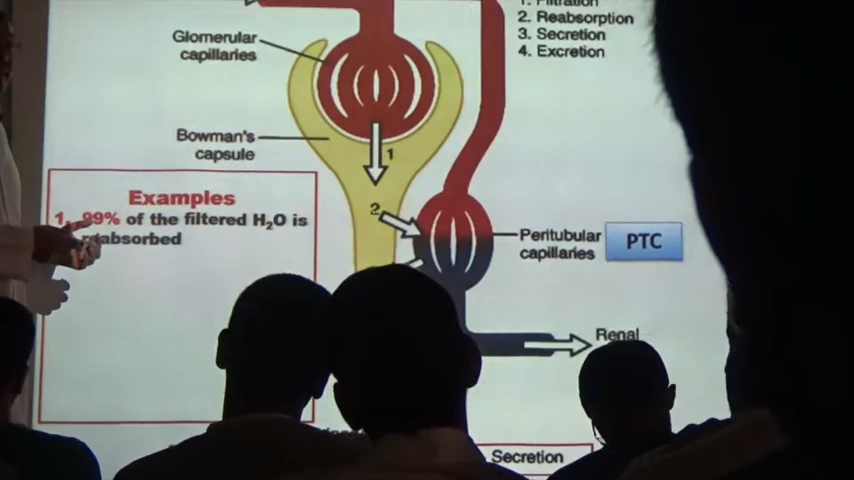 1. Filtration
2. Reabsorption
3. Secretion
4. Excretion
Glomerular
capillaries
Bowman's
capsule
1
Examples
1. 99% of the filtered H₂O is
reabsorbed
2
Peritubular
capillaries
PTC
Renal
Secretion